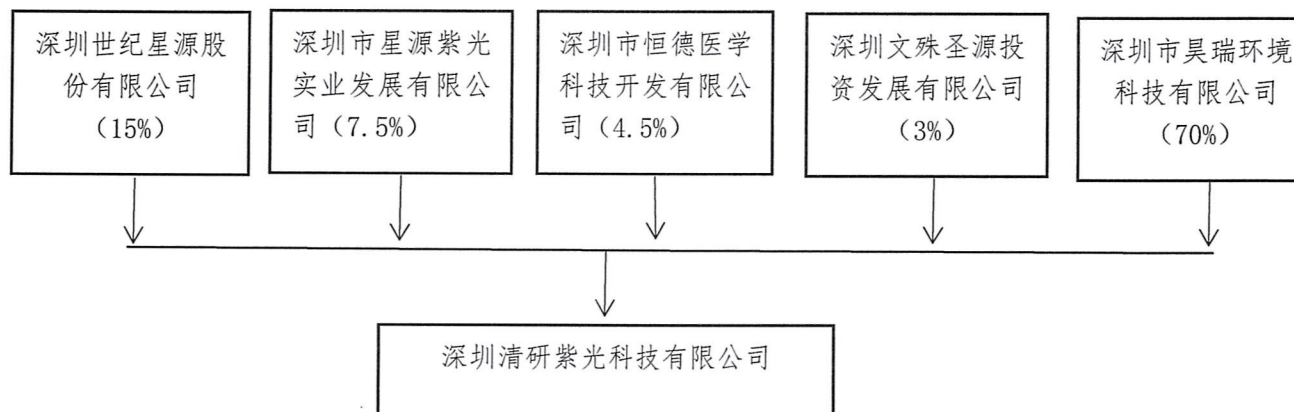 深圳世纪星源股
份有限公司
（15%）
深圳市星源紫光
实业发展有限公
司（7.5%）
深圳市恒德医学
科技开发有限公
司（4.5%）
深圳文殊圣源投
资发展有限公司
（3%）
深圳市昊瑞环境
科技有限公司
（70%）
深圳清研紫光科技有限公司